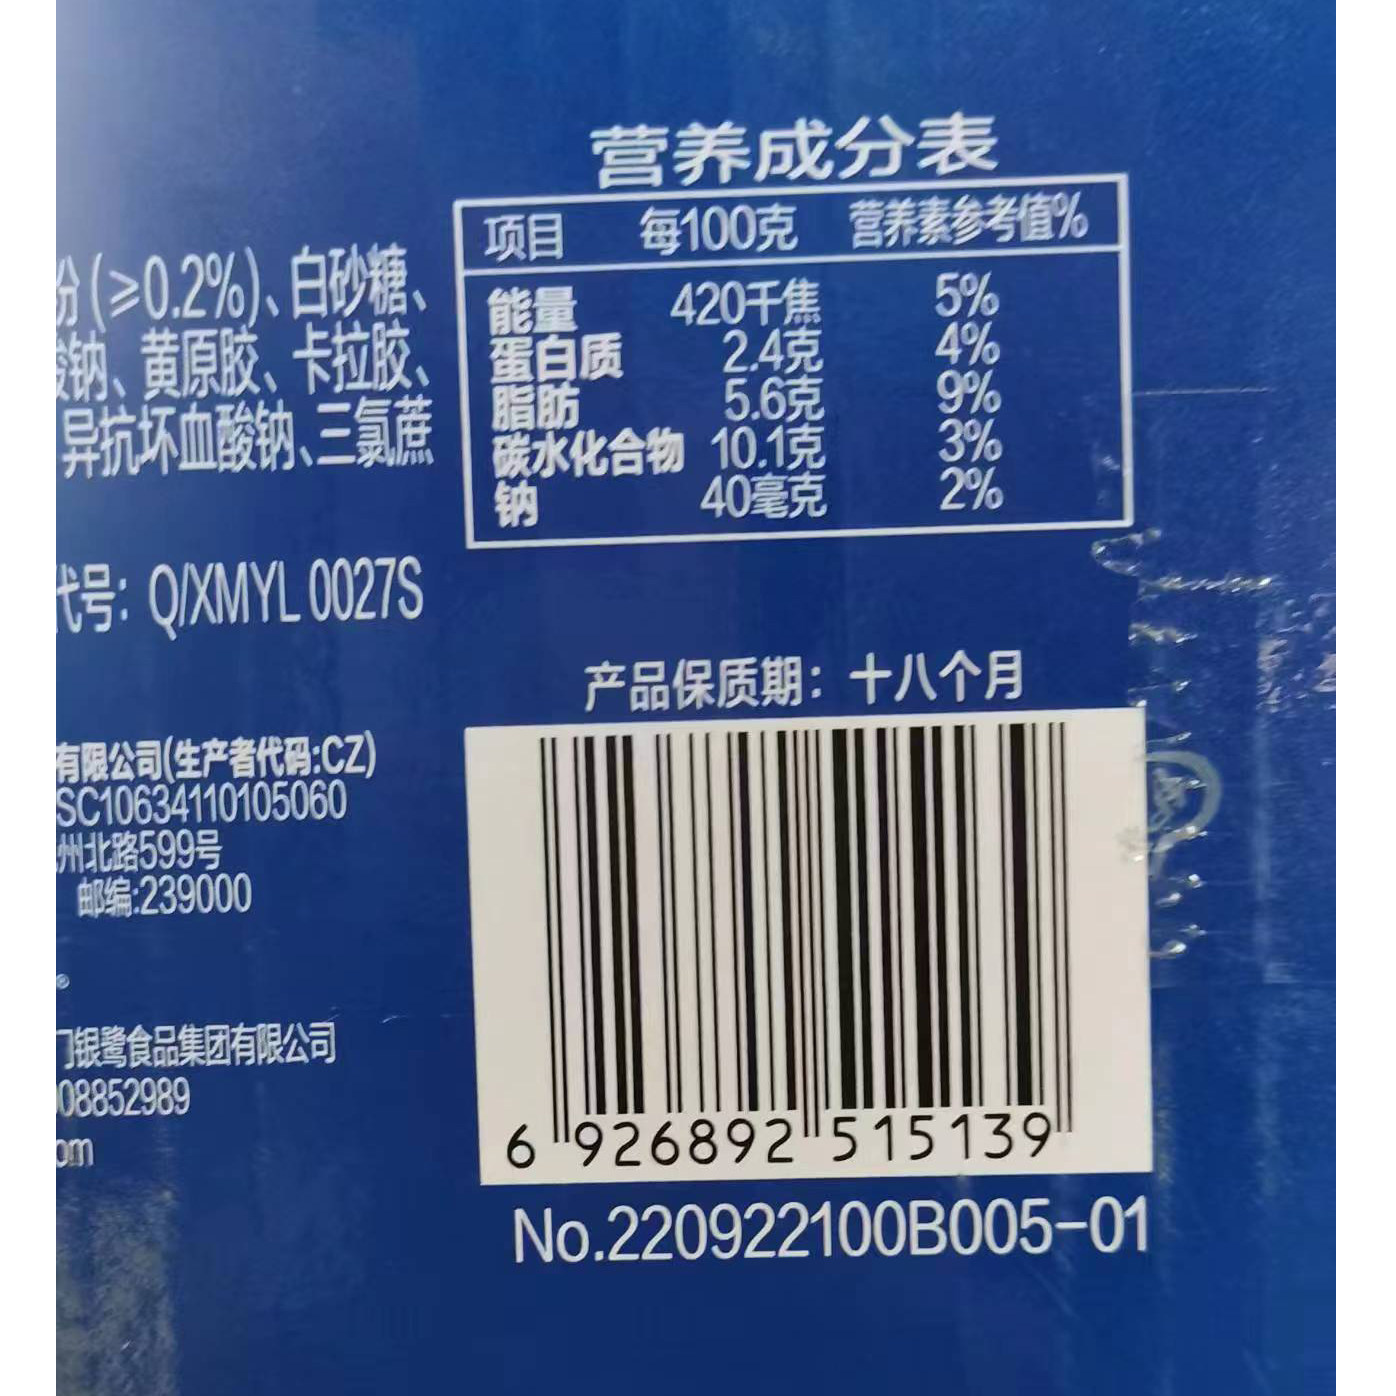 粉(≥0.2%)、白砂糖、
酸钠、黄原胶、卡拉胶、
异抗坏血酸钠、三氯蔗
代号: Q/XMYL 0027S
有限公司(生产者代码:CZ)
SC10634110105060
州北路599号
邮编:239000
门银鹭食品集团有限公司
08852989
om
营养成分表
项目 每100克 营养素参考值%
能量 420千焦 5%
蛋白质 2.4克 4%
脂肪 5.6克 9%
碳水化合物 10.1克 3%
钠 40毫克 2%
产品保质期: 十八个月
6 926892 515139
No.220922100B005-01